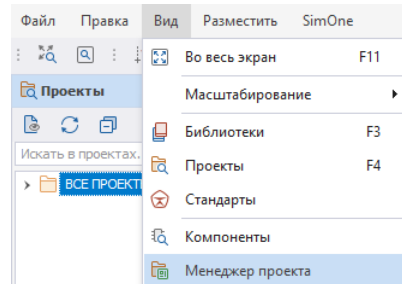 Файл Правка Вид Разместить SimOne
Во весь экран F11
Проекты
Масштабирование
Библиотеки F3
Искать в проектах.
Проекты F4
ВСЕ ПРОЕКТ
Стандарты
Компоненты
Менеджер проекта